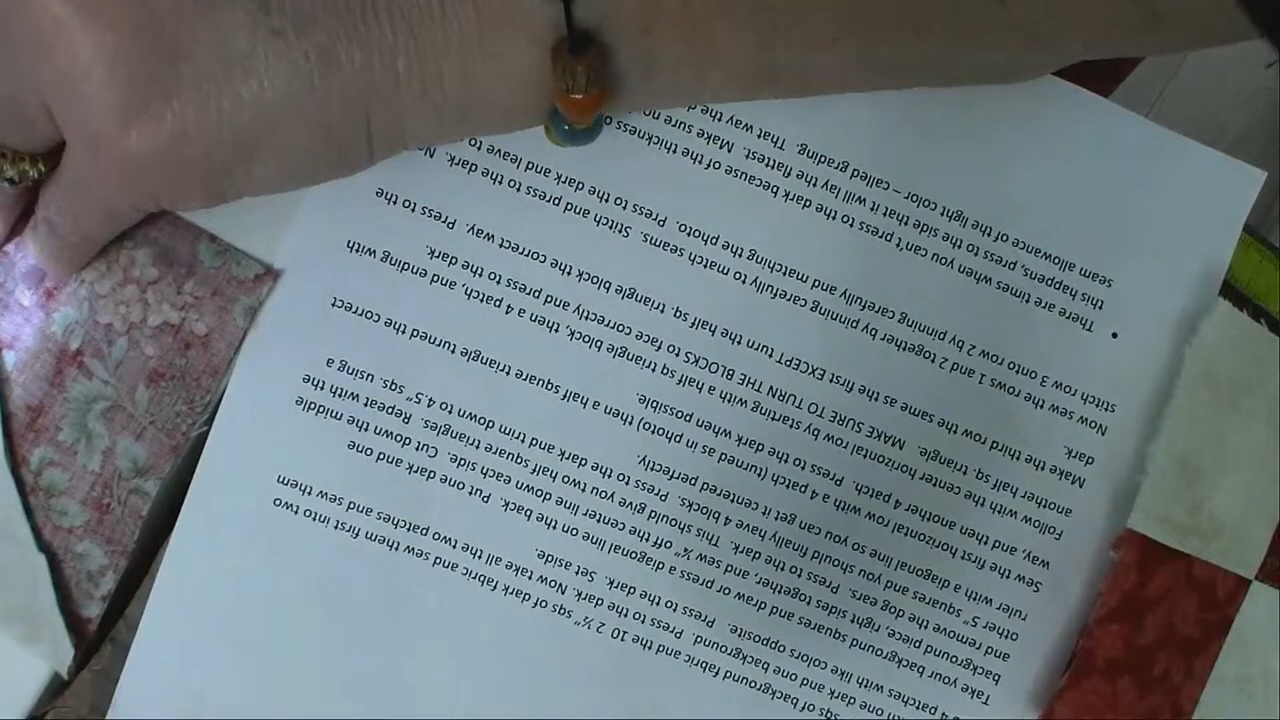 sqs of background fabric and the 10 2 ½” sqs of dark fabric and sew them first into two
one dark and one background. Press to the dark. Now take all the two patches and sew them
4 patches with like colors opposite. Press to the dark. Set aside.
Take your background squares and draw or press a diagonal line on the back. Put one dark and one
background piece, right sides together, and sew ¼” off the center line down each side. Cut down the middle
and remove the dog ears. Press to the dark. This should give you two half square triangles. Repeat with the
other 5” squares and you should finally have 4 blocks. Press to the dark and trim down to 4.5” sqs. using a
ruler with a diagonal line so you can get it centered perfectly.
Sew the first horizontal row with a 4 patch (turned as in photo) then a half triangle square turned the correct
way, and then another 4 patch. Press to the dark when possible.
Follow with the center horizontal row by starting with a half sq triangle block, then a 4 patch, and ending with
another half sq. triangle. MAKE SURE TO TURN THE BLOCKS TO face correctly and press to the dark.
Make the third row the same as the first EXCEPT turn the half sq. triangle block the correct way. Press to the
dark.
Now sew the rows 1 and 2 together by pinning carefully to match seams. Stitch and press to the dark.
stitch row 3 onto row 2 by pinning carefully and matching the photo. Press to the dark and leave to
• There are times when you can’t press to the dark because of the thickness
this happens, press to the side that it will lay the flattest. Make sure
seam allowance of the light color – called grading. That way the